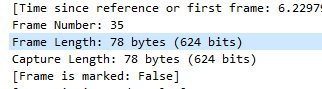 [Time since reference or first frame: 6.2297
Frame Number: 35
Frame Length: 78 bytes (624 bits)
Capture Length: 78 bytes (624 bits)
[Frame is marked: False]